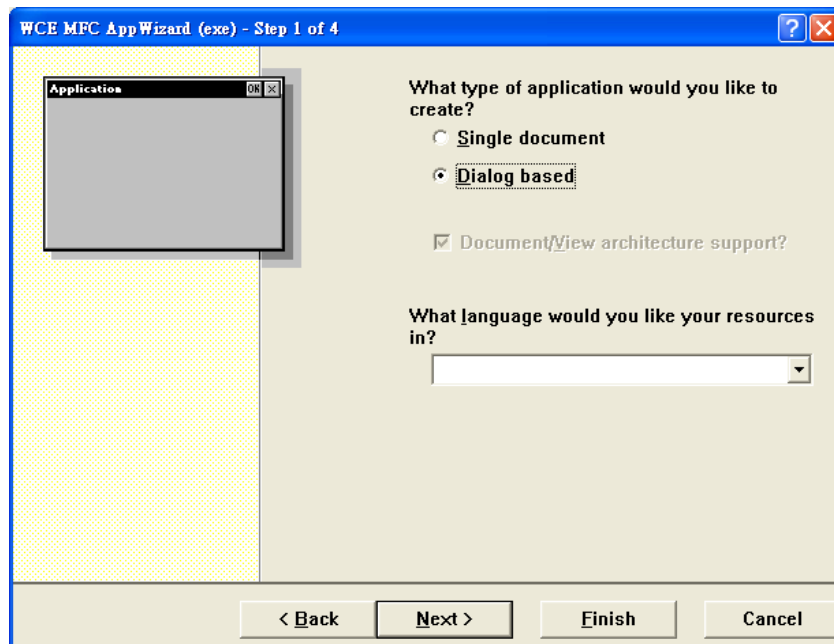 WCE MFC AppWizard (exe) - Step 1 of 4
Application OK
What type of application would you like to
create?
Single document
Dialog based
Document/View architecture support?
What language would you like your resources
in?
< Back Next > Finish Cancel